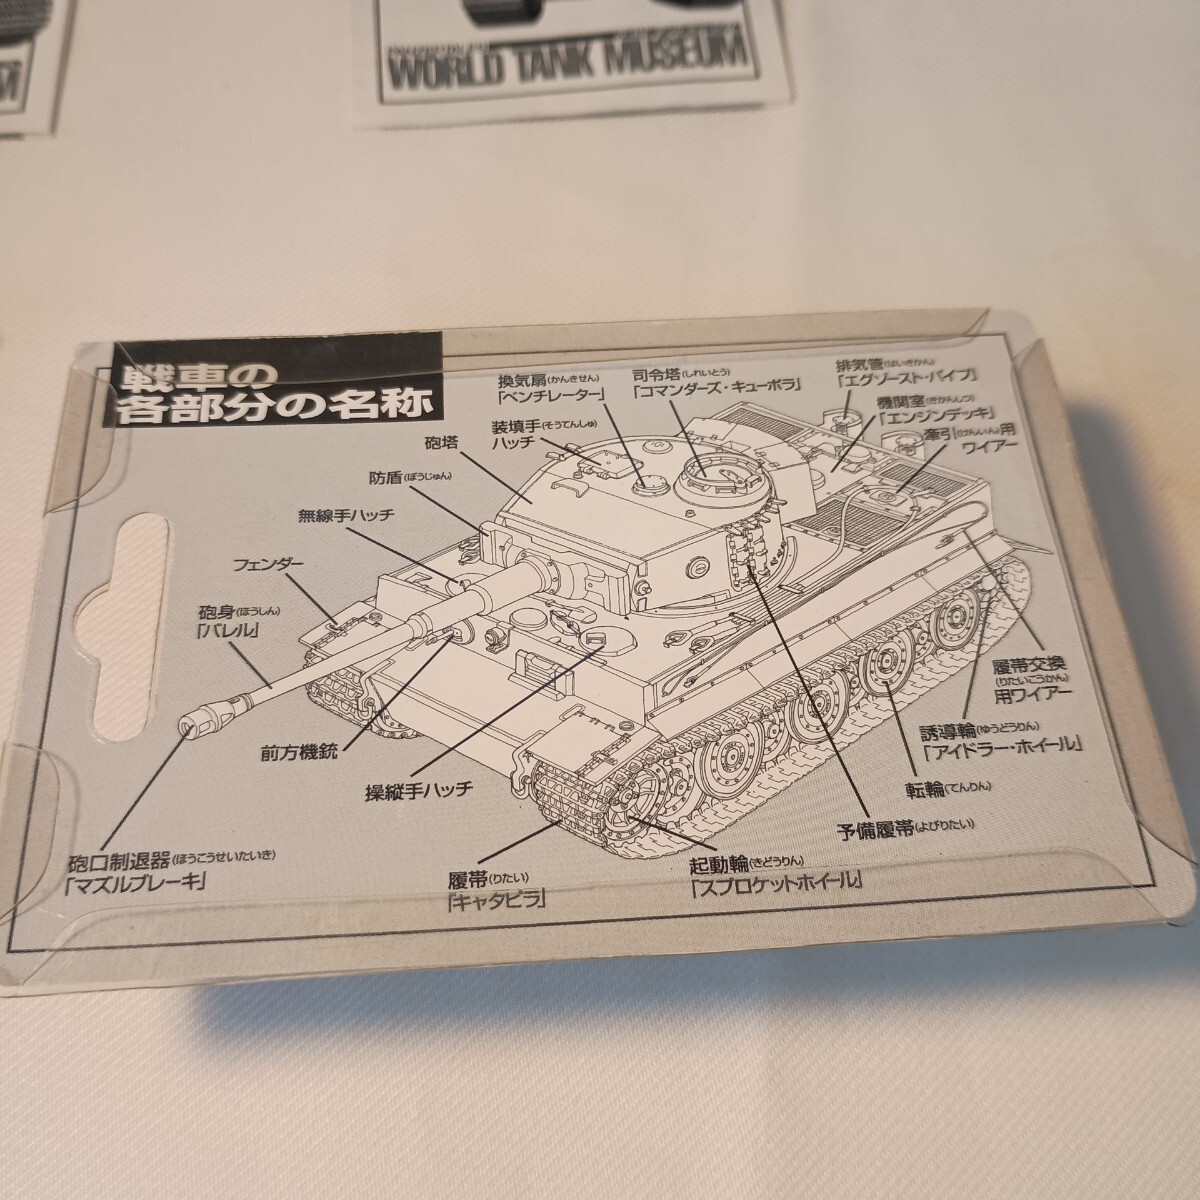 WORLD TANK MUSEUM
戦車の
各部分の名称
換気扇(かんきせん)
「ベンチレーター」
司令塔(しれいとう)
「コマンダーズ・キューポラ」
排気管(はいきかん)
「エグゾースト・パイプ」
機関室(きかんしつ)
「エンジンデッキ」
牽引(けんいん)用
ワイアー
装填手(そうてんしゅ)
ハッチ
砲塔
防盾(ぼうじゅん)
無線手ハッチ
フェンダー
砲身(ほうしん)
「バレル」
前方機銃
操縦手ハッチ
履帯交換
(りたいこうかん)
用ワイアー
誘導輪(ゆうどうりん)
「アイドラー・ホイール」
転輪(てんりん)
予備履帯(よびりたい)
砲口制退器(ほうこうせいたいき)
「マズルブレーキ」
履帯(りたい)
「キャタピラ」
起動輪(きどうりん)
「スプロケットホイール」